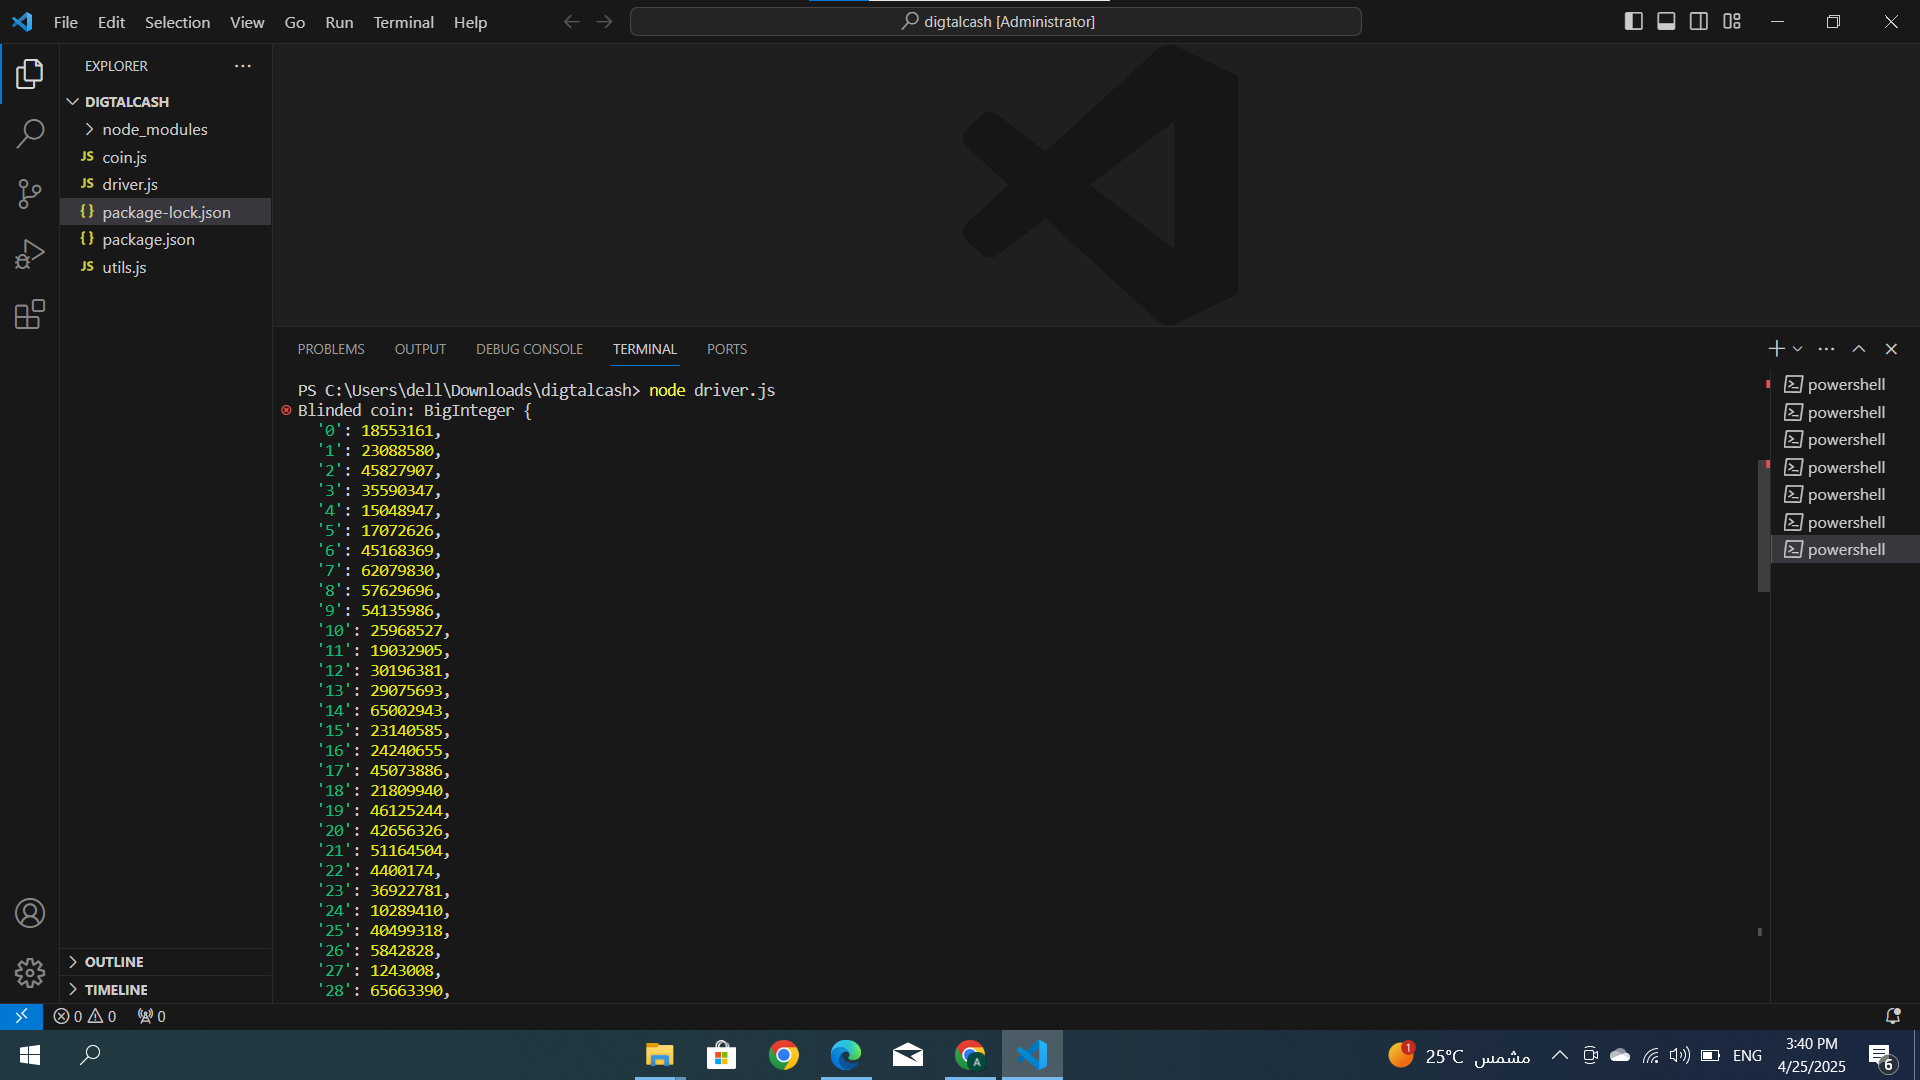 File Edit Selection View Go Run Terminal Help
digtalcash [Administrator]
EXPLORER
DIGTALCASH
node_modules
JS coin.js
JS driver.js
{} package-lock.json
{} package.json
JS utils.js
OUTLINE
TIMELINE
PROBLEMS OUTPUT DEBUG CONSOLE TERMINAL PORTS
PS C:\Users\dell\Downloads\digtalcash> node driver.js
Blinded coin: BigInteger {
'0': 18553161,
'1': 23088580,
'2': 45827907,
'3': 35590347,
'4': 15048947,
'5': 17072626,
'6': 45168369,
'7': 62079830,
'8': 57629696,
'9': 54135986,
'10': 25968527,
'11': 19032905,
'12': 30196381,
'13': 29075693,
'14': 65002943,
'15': 23140585,
'16': 24240655,
'17': 45073886,
'18': 21809940,
'19': 46125244,
'20': 42656326,
'21': 51164504,
'22': 4400174,
'23': 36922781,
'24': 10289410,
'25': 40499318,
'26': 5842828,
'27': 1243008,
'28': 65663390,
powershell
powershell
powershell
powershell
powershell
powershell
powershell
0 0 0
1 25°C مشمس ENG
3:40 PM
4/25/2025
6
A